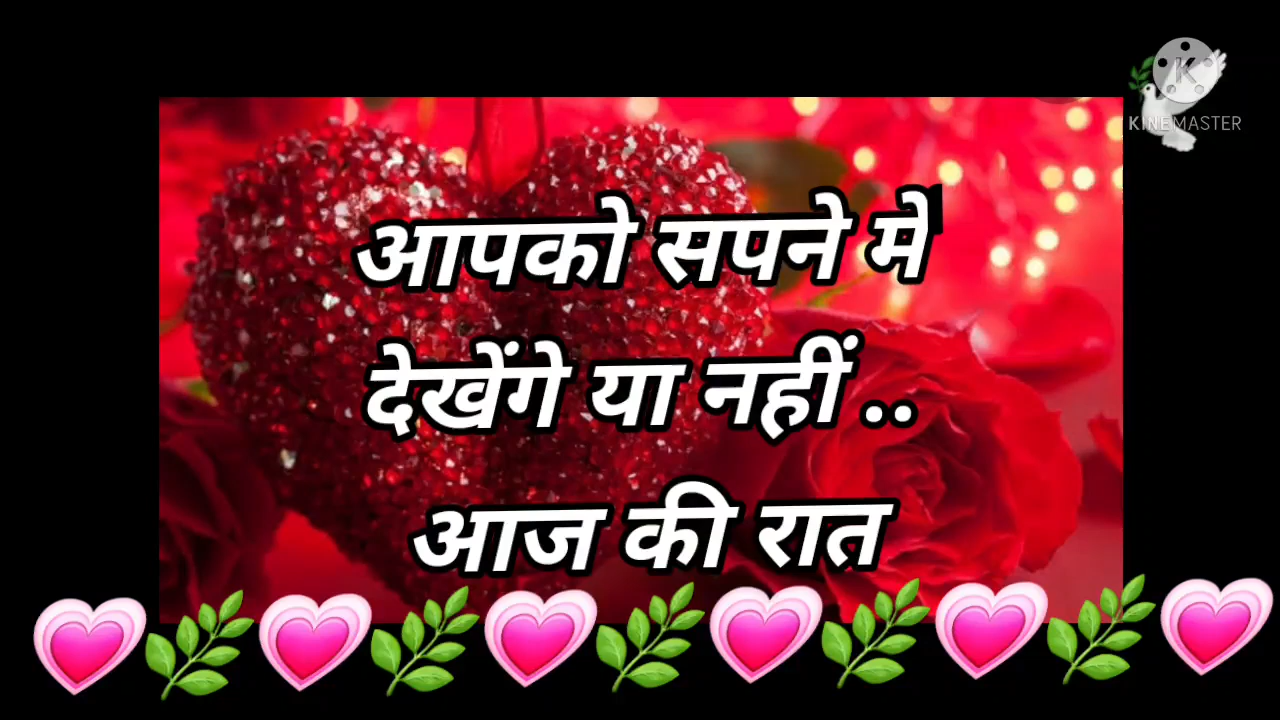 KINEMASTER
आपको सपने मे
देखेंगे या नहीं ..
आज की रात